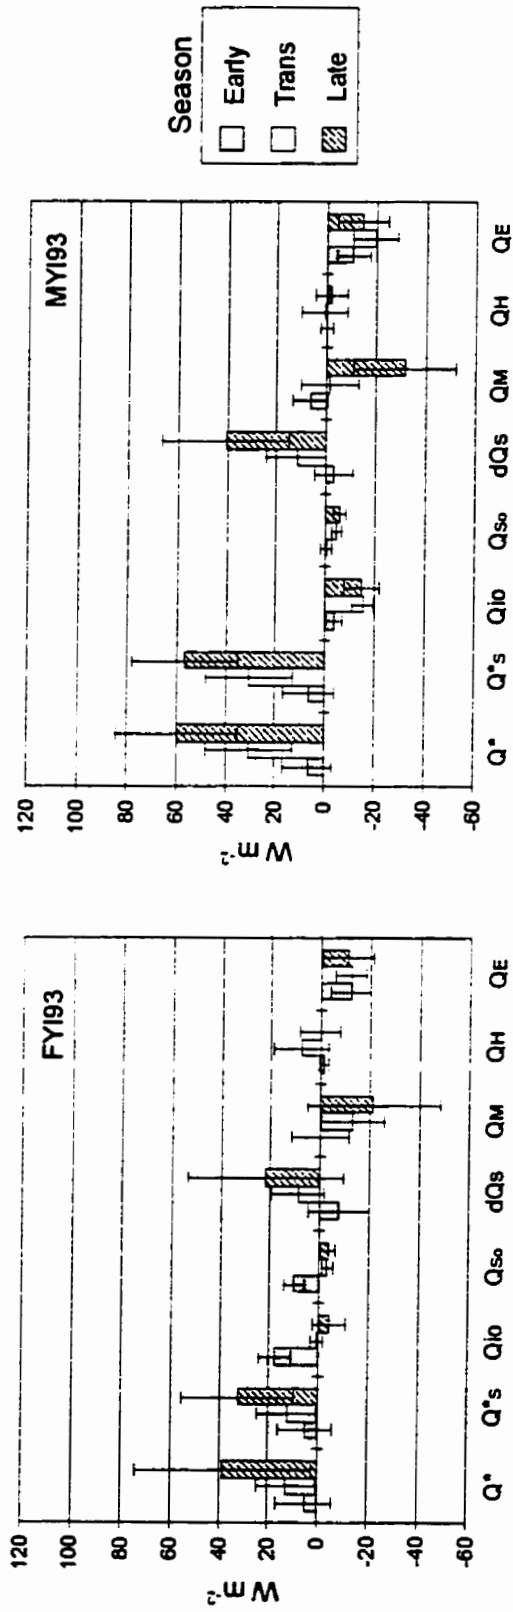 FYI93
120
100
80
60
40
20
0
-20
-40
-60
W m⁻²
Q* Q*s Qio Qso dQs QM QH QE
MYI93
120
100
80
60
40
20
0
-20
-40
-60
W m⁻²
Q* Q*s Qio Qso dQs QM QH QE
Season
Early
Trans
Late